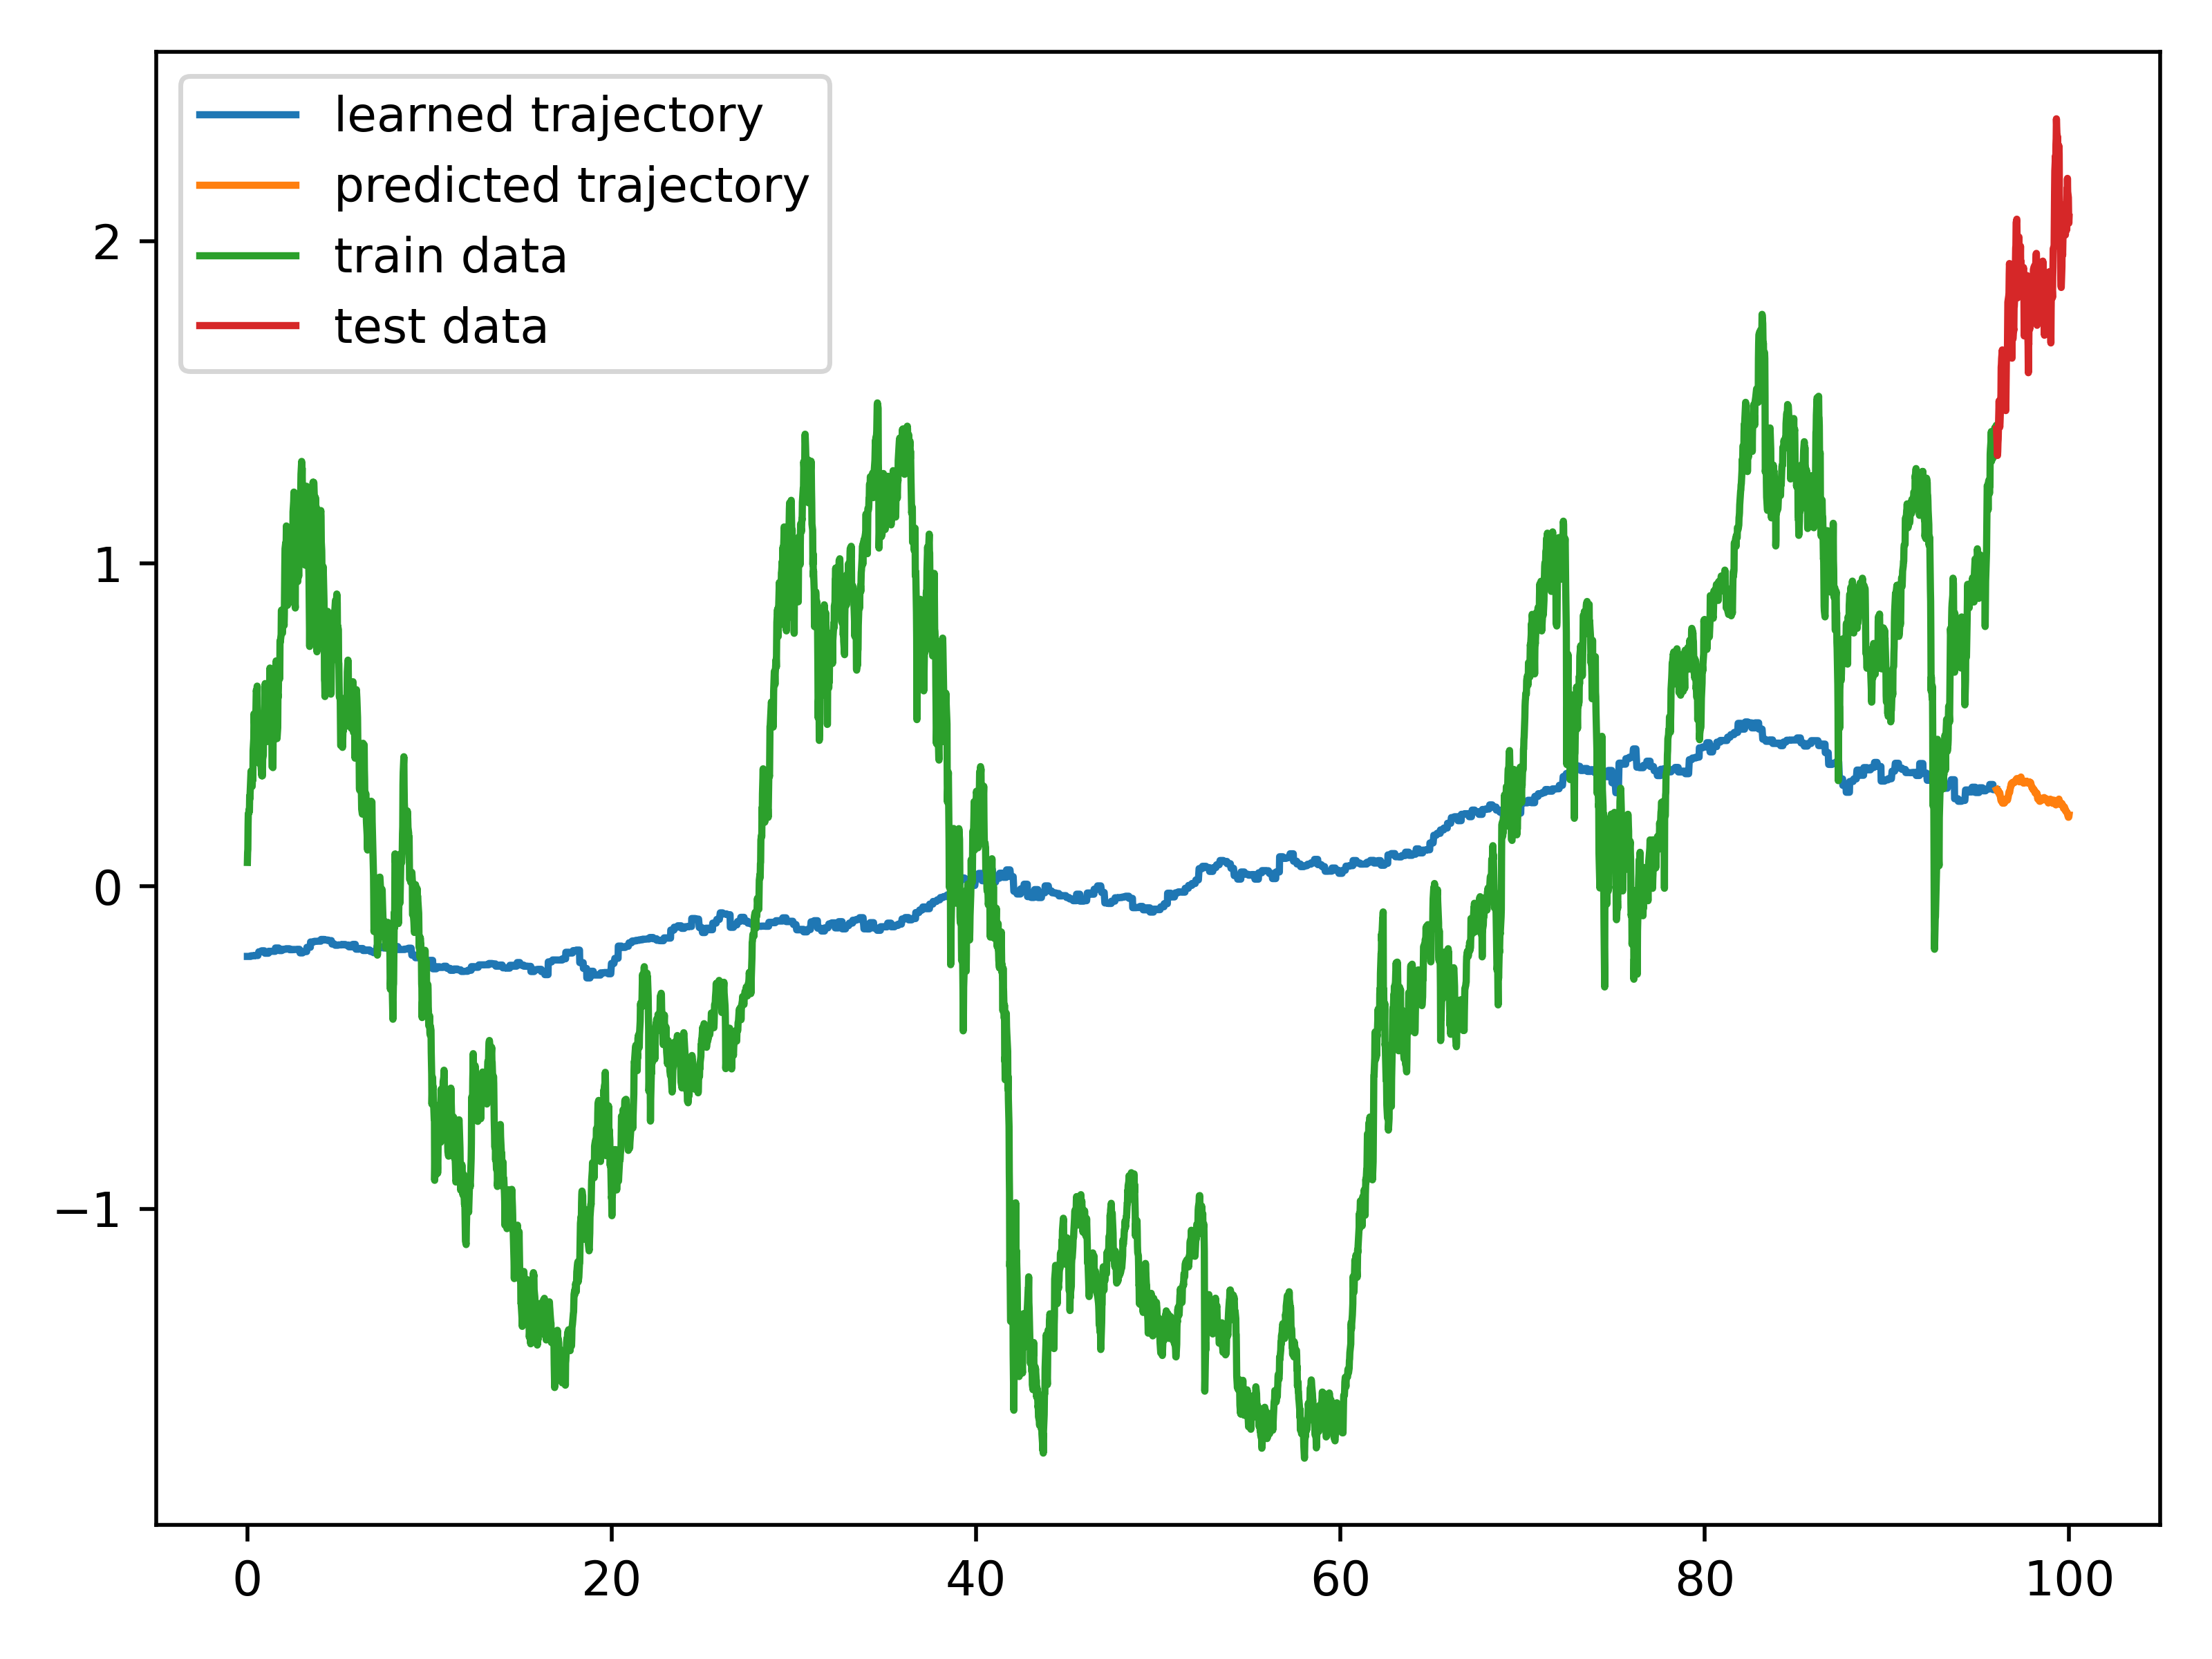 learned trajectory
predicted trajectory
train data
test data
2
1
0
−1
0 20 40 60 80 100